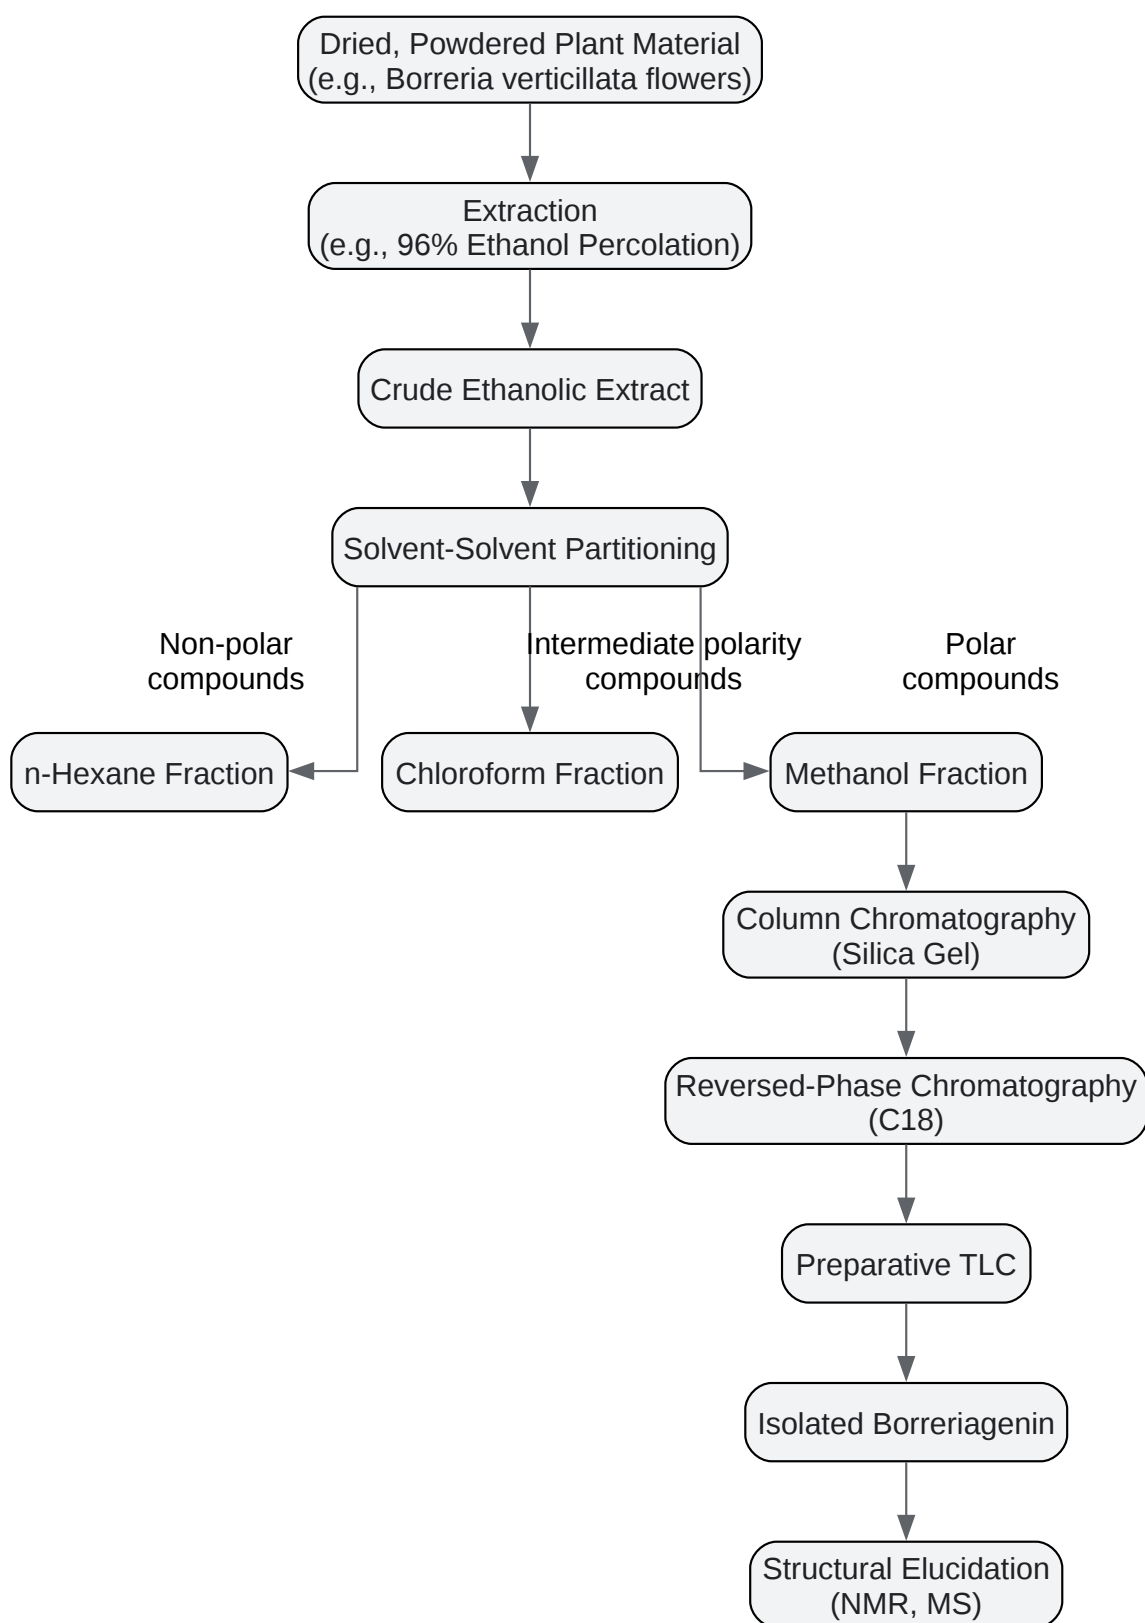 Dried, Powdered Plant Material
(e.g., Borreria verticillata flowers)
Extraction
(e.g., 96% Ethanol Percolation)
Crude Ethanolic Extract
Solvent-Solvent Partitioning
Non-polar
compounds
Intermediate polarity
compounds
Polar
compounds
n-Hexane Fraction
Chloroform Fraction
Methanol Fraction
Column Chromatography
(Silica Gel)
Reversed-Phase Chromatography
(C18)
Preparative TLC
Isolated Borreriagenin
Structural Elucidation
(NMR, MS)